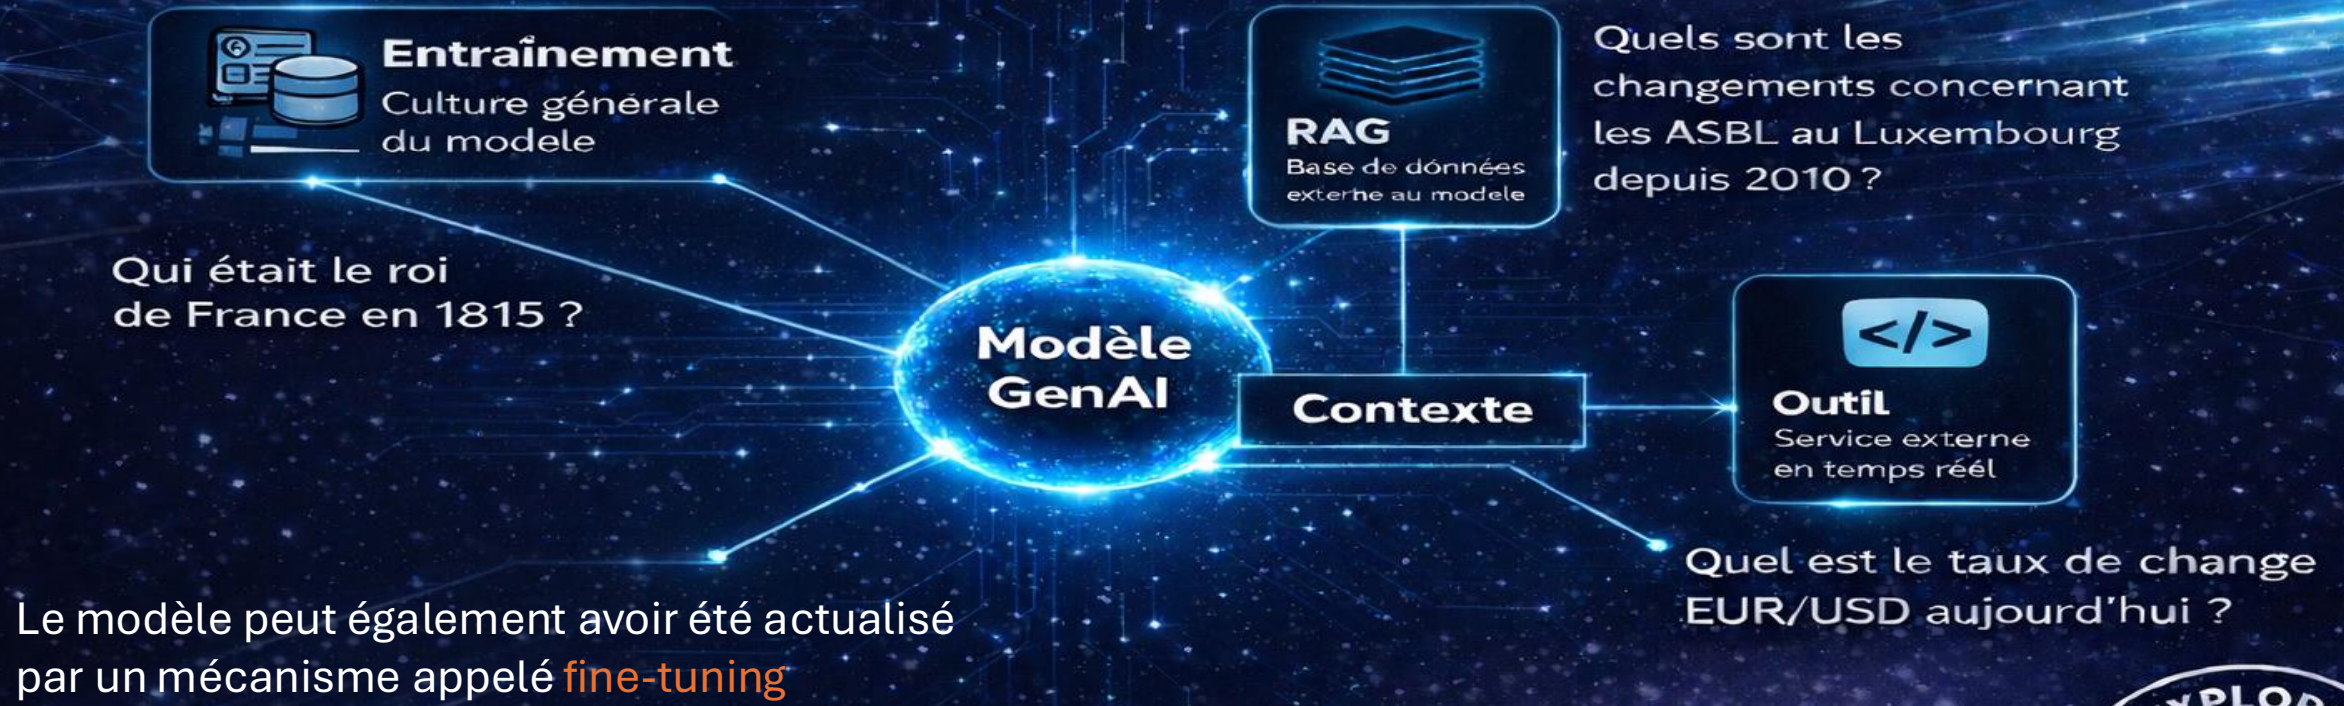 Entraînement
Culture générale
du modele
Qui était le roi
de France en 1815 ?
RAG
Base de dónnées
externe au modele
Quels sont les
changements concernant
les ASBL au Luxembourg
depuis 2010 ?
Modèle
GenAI
Contexte
</>
Outil
Service externe
en temps réél
Quel est le taux de change
EUR/USD aujourd'hui ?
Le modèle peut également avoir été actualisé
par un mécanisme appelé fine-tuning